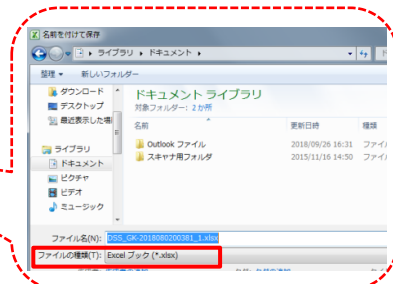 名前を付けて保存
ライブラリ ▸ ドキュメント ▸
整理 ▼ 新しいフォルダー
ダウンロード
デスクトップ
最近表示した場
ライブラリ
ドキュメント
ピクチャ
ビデオ
ミュージック
ドキュメント ライブラリ
対象フォルダー: 2 か所
名前 更新日時 種類
Outlook ファイル 2018/09/26 16:31 ファイ
スキャナ用フォルダ 2015/11/16 14:50 ファイ
ファイル名(N): DSS_GK-2018080200381_1.xlsx
ファイルの種類(T): Excel ブック (*.xlsx)